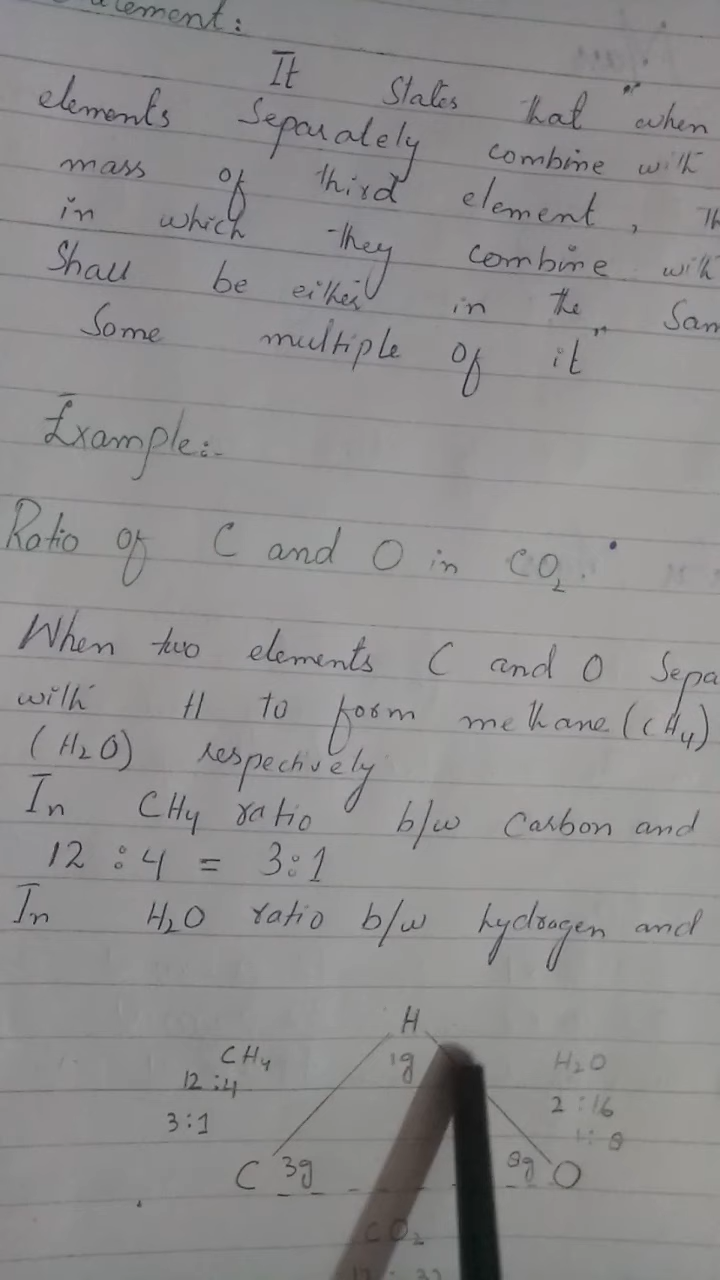 It States that "when
elements Separately combine with
mass of third element,
in which they combine with
Shall be either in the Sam
Some multiple of it"
Example:-
Ratio of C and O in CO2.
When two elements C and O Sepa
with H to form methane (CH4)
(H2O) respectively
In CH4 ratio b/w Carbon and
12 : 4 = 3:1
In H2O ratio b/w hydrogen and
H
CH4 1g H2O
12:4 2:16
3:1 1:8
C 3g 8g O
CO2